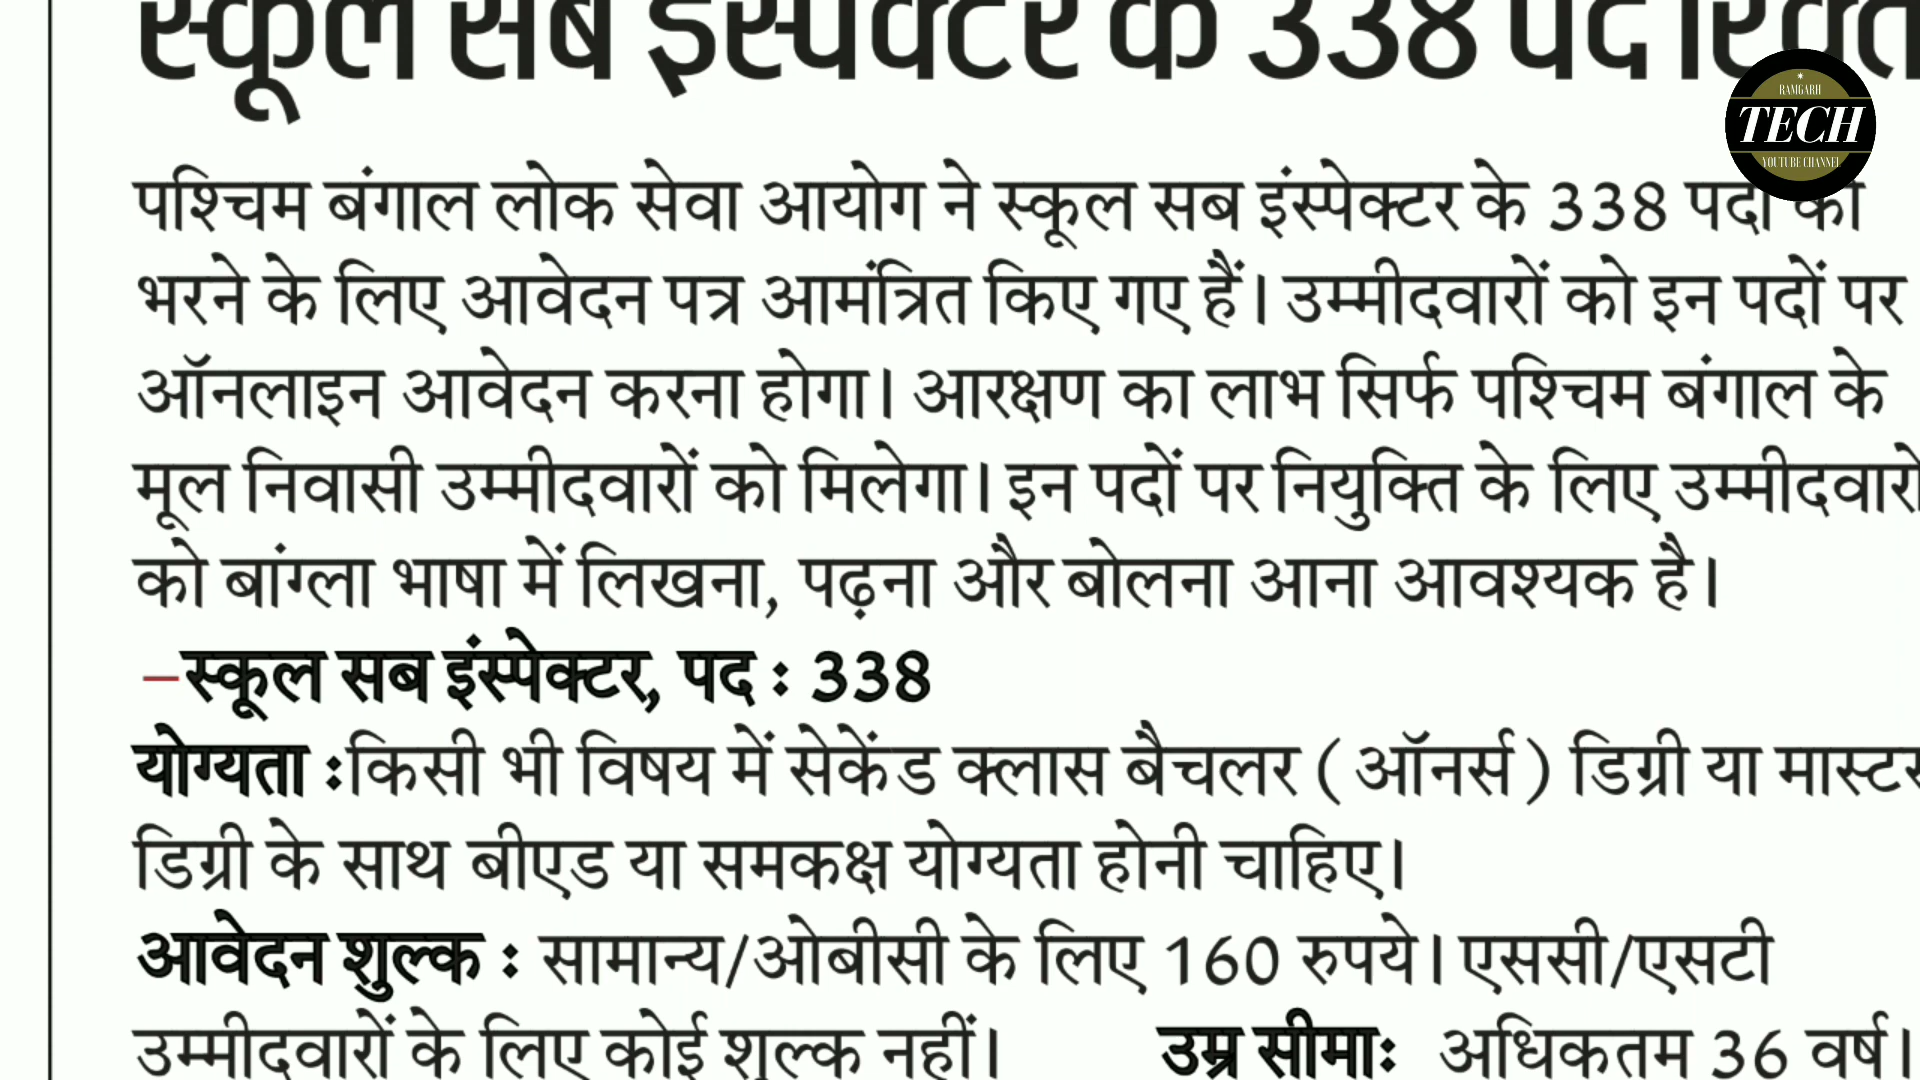 स्कूल सब इंस्पेक्टर के 338 पद रिक्त
RAMGARH
TECH
YOUTUBE CHANNEL
पश्चिम बंगाल लोक सेवा आयोग ने स्कूल सब इंस्पेक्टर के 338 पदों को
भरने के लिए आवेदन पत्र आमंत्रित किए गए हैं। उम्मीदवारों को इन पदों पर
ऑनलाइन आवेदन करना होगा। आरक्षण का लाभ सिर्फ पश्चिम बंगाल के
मूल निवासी उम्मीदवारों को मिलेगा। इन पदों पर नियुक्ति के लिए उम्मीदवारों
को बांग्ला भाषा में लिखना, पढ़ना और बोलना आना आवश्यक है।
–स्कूल सब इंस्पेक्टर, पद : 338
योग्यता :किसी भी विषय में सेकेंड क्लास बैचलर ( ऑनर्स ) डिग्री या मास्टर
डिग्री के साथ बीएड या समकक्ष योग्यता होनी चाहिए।
आवेदन शुल्क : सामान्य/ओबीसी के लिए 160 रुपये। एससी/एसटी
उम्मीदवारों के लिए कोई शुल्क नहीं। उम्र सीमाः अधिकतम 36 वर्ष।